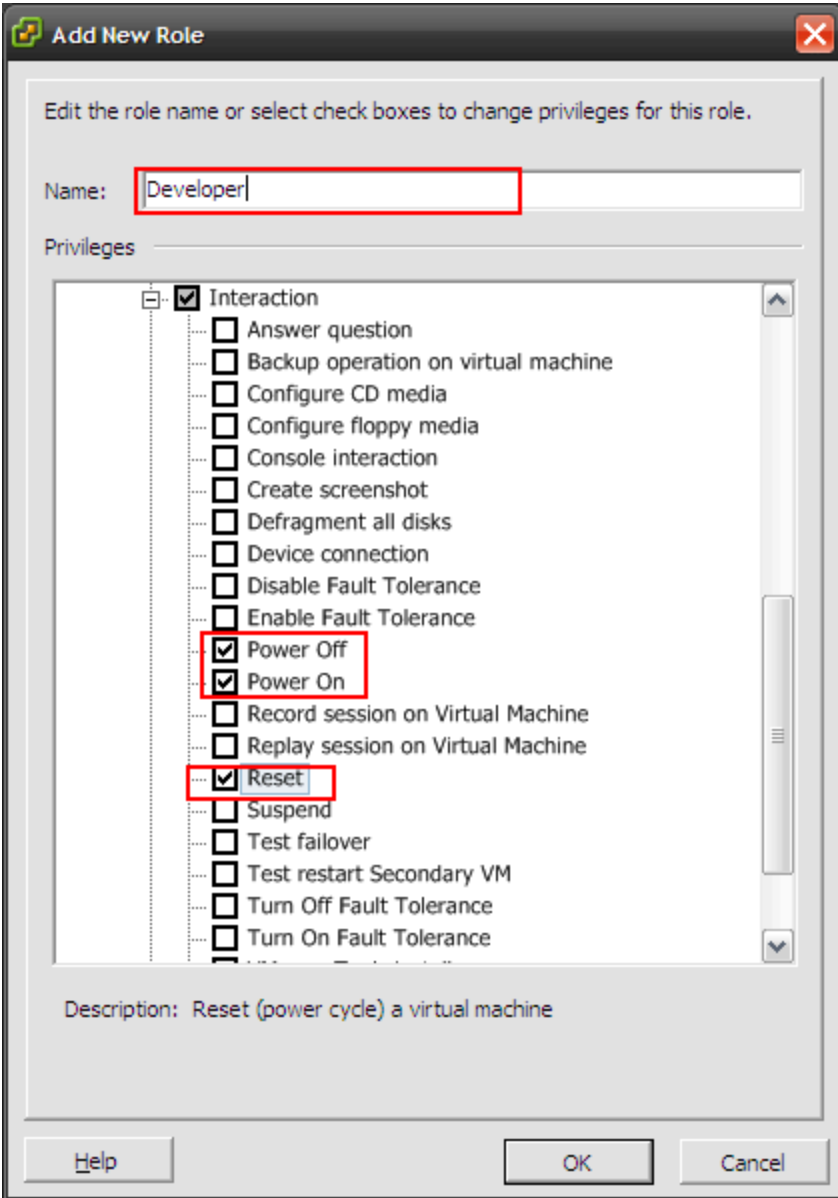 Add New Role
Edit the role name or select check boxes to change privileges for this role.
Name: Developer
Privileges
Interaction
Answer question
Backup operation on virtual machine
Configure CD media
Configure floppy media
Console interaction
Create screenshot
Defragment all disks
Device connection
Disable Fault Tolerance
Enable Fault Tolerance
Power Off
Power On
Record session on Virtual Machine
Replay session on Virtual Machine
Reset
Suspend
Test failover
Test restart Secondary VM
Turn Off Fault Tolerance
Turn On Fault Tolerance
Description: Reset (power cycle) a virtual machine
Help OK Cancel